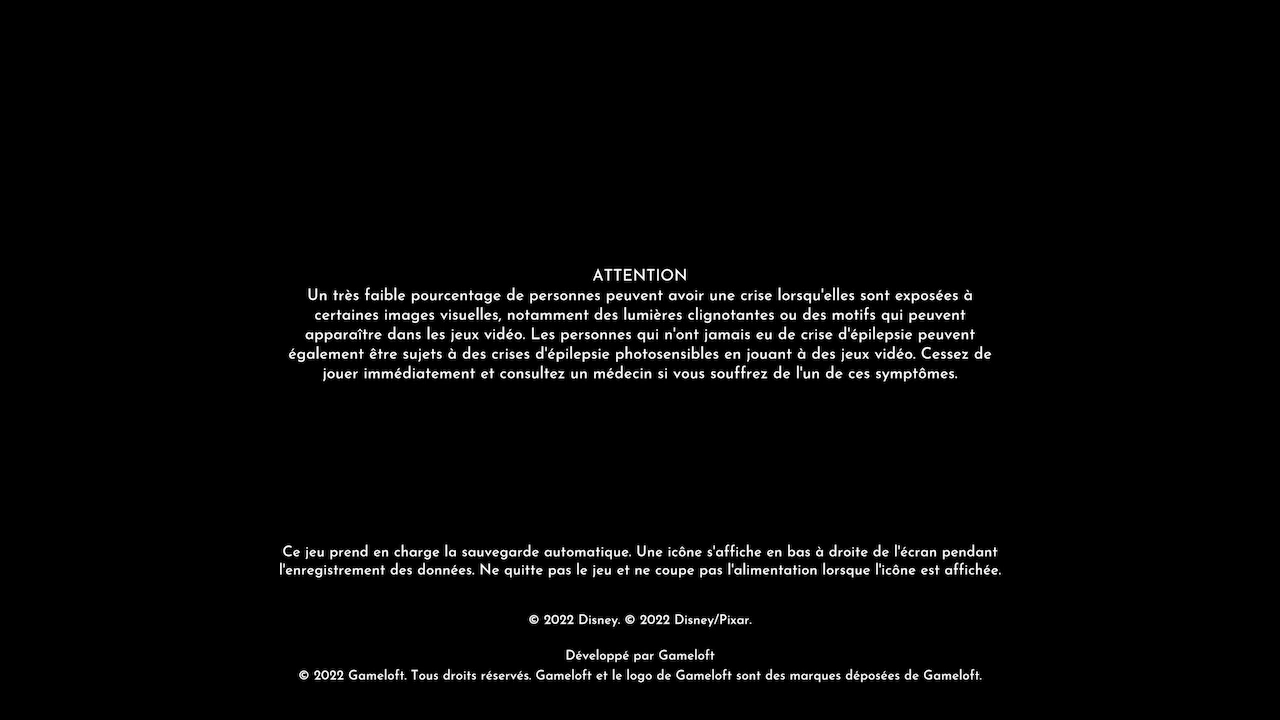 ATTENTION
Un très faible pourcentage de personnes peuvent avoir une crise lorsqu'elles sont exposées à
certaines images visuelles, notamment des lumières clignotantes ou des motifs qui peuvent
apparaître dans les jeux vidéo. Les personnes qui n'ont jamais eu de crise d'épilepsie peuvent
également être sujets à des crises d'épilepsie photosensibles en jouant à des jeux vidéo. Cessez de
jouer immédiatement et consultez un médecin si vous souffrez de l'un de ces symptômes.
Ce jeu prend en charge la sauvegarde automatique. Une icône s'affiche en bas à droite de l'écran pendant
l'enregistrement des données. Ne quitte pas le jeu et ne coupe pas l'alimentation lorsque l'icône est affichée.
© 2022 Disney. © 2022 Disney/Pixar.
Développé par Gameloft
© 2022 Gameloft. Tous droits réservés. Gameloft et le logo de Gameloft sont des marques déposées de Gameloft.